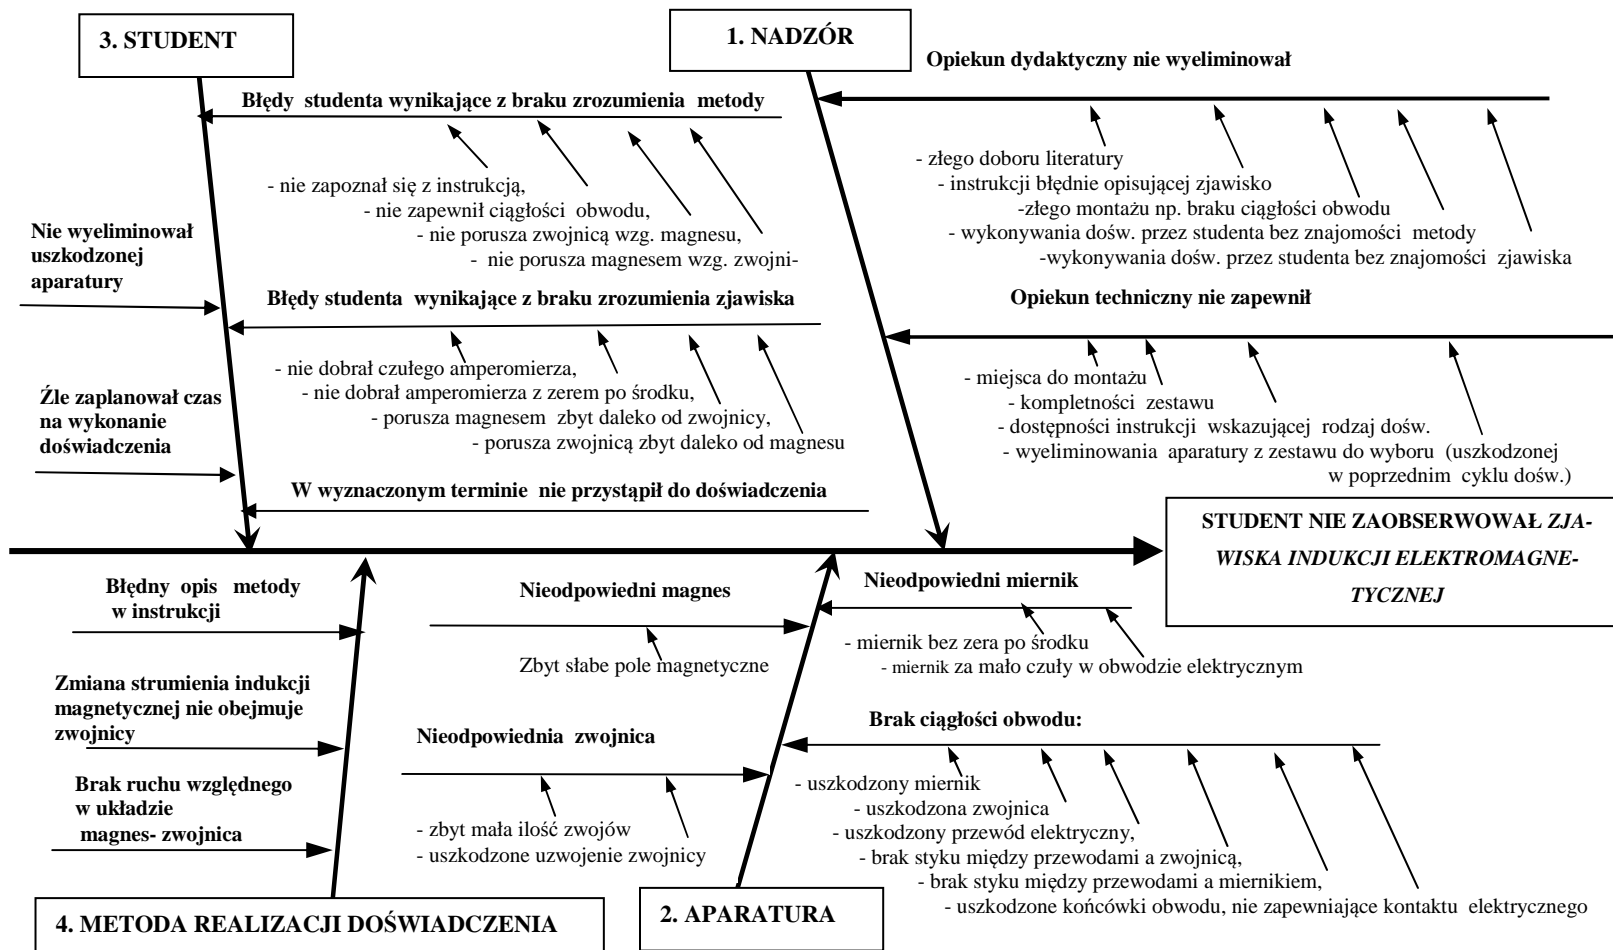 3. STUDENT
1. NADZÓR
Opiekun dydaktyczny nie wyeliminował
Błędy studenta wynikające z braku zrozumienia metody
- złego doboru literatury
- instrukcji błędnie opisującej zjawisko
-złego montażu np. braku ciągłości obwodu
- wykonywania dośw. przez studenta bez znajomości metody
-wykonywania dośw. przez studenta bez znajomości zjawiska
- nie zapoznał się z instrukcją,
- nie zapewnił ciągłości obwodu,
- nie porusza zwojnicą wzg. magnesu,
- nie porusza magnesem wzg. zwojni-
Nie wyeliminował
uszkodzonej
aparatury
Błędy studenta wynikające z braku zrozumienia zjawiska
Opiekun techniczny nie zapewnił
- nie dobrał czułego amperomierza,
- nie dobrał amperomierza z zerem po środku,
- porusza magnesem zbyt daleko od zwojnicy,
- porusza zwojnicą zbyt daleko od magnesu
- miejsca do montażu
- kompletności zestawu
- dostępności instrukcji wskazującej rodzaj dośw.
- wyeliminowania aparatury z zestawu do wyboru (uszkodzonej
w poprzednim cyklu dośw.)
Źle zaplanował czas
na wykonanie
doświadczenia
W wyznaczonym terminie nie przystąpił do doświadczenia
STUDENT NIE ZAOBSERWOWAŁ ZJA-
WISKA INDUKCJI ELEKTROMAGNE-
TYCZNEJ
Błędny opis metody
w instrukcji
Nieodpowiedni magnes
Zbyt słabe pole magnetyczne
Nieodpowiedni miernik
- miernik bez zera po środku
- miernik za mało czuły w obwodzie elektrycznym
Zmiana strumienia indukcji
magnetycznej nie obejmuje
zwojnicy
Nieodpowiednia zwojnica
- zbyt mała ilość zwojów
- uszkodzone uzwojenie zwojnicy
Brak ciągłości obwodu:
- uszkodzony miernik
- uszkodzona zwojnica
- uszkodzony przewód elektryczny,
- brak styku między przewodami a zwojnicą,
- brak styku między przewodami a miernikiem,
- uszkodzone końcówki obwodu, nie zapewniające kontaktu elektrycznego
Brak ruchu względnego
w układzie
magnes- zwojnica
4. METODA REALIZACJI DOŚWIADCZENIA
2. APARATURA